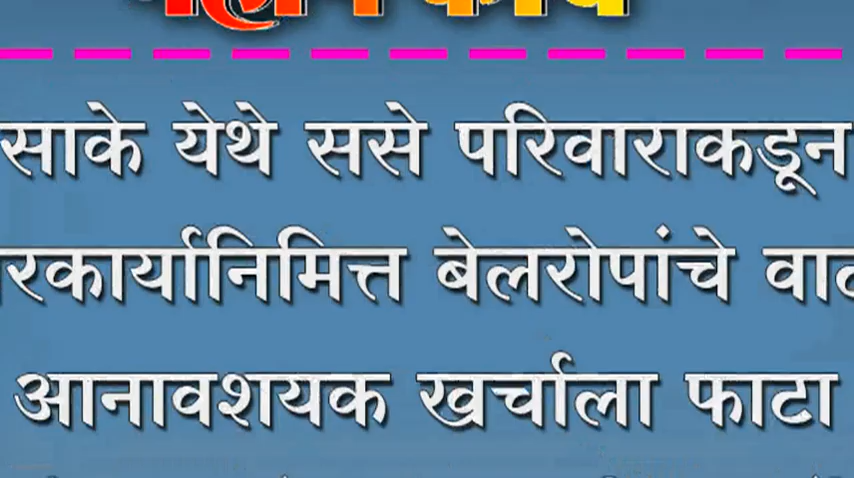 साके येथे ससे परिवाराकडून
रकार्यानिमित्त बेलरोपांचे वाट
आनावशयक खर्चाला फाटा